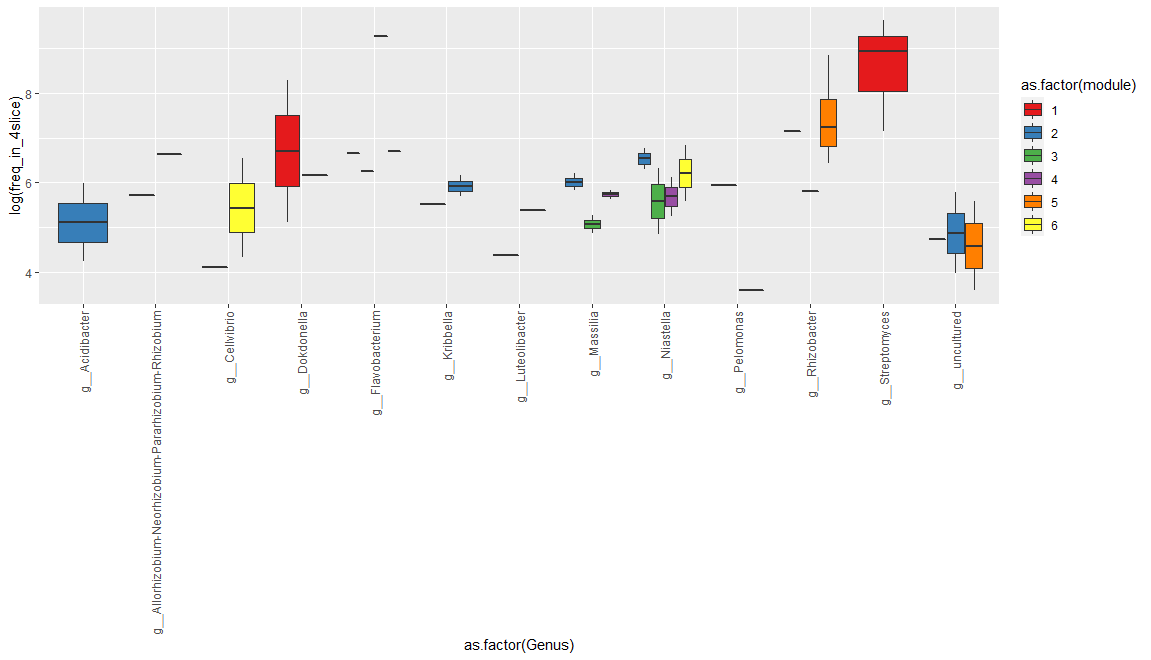 log(freq_in_4slice)
8
6
4
g__Acidibacter
g__Allorhizobium-Neorhizobium-Pararhizobium-Rhizobium
g__Cellvibrio
g__Dokdonella
g__Flavobacterium
g__Kribbella
g__Luteolibacter
g__Massilia
g__Niastella
g__Pelomonas
g__Rhizobacter
g__Streptomyces
g__uncultured
as.factor(Genus)
as.factor(module)
1
2
3
4
5
6